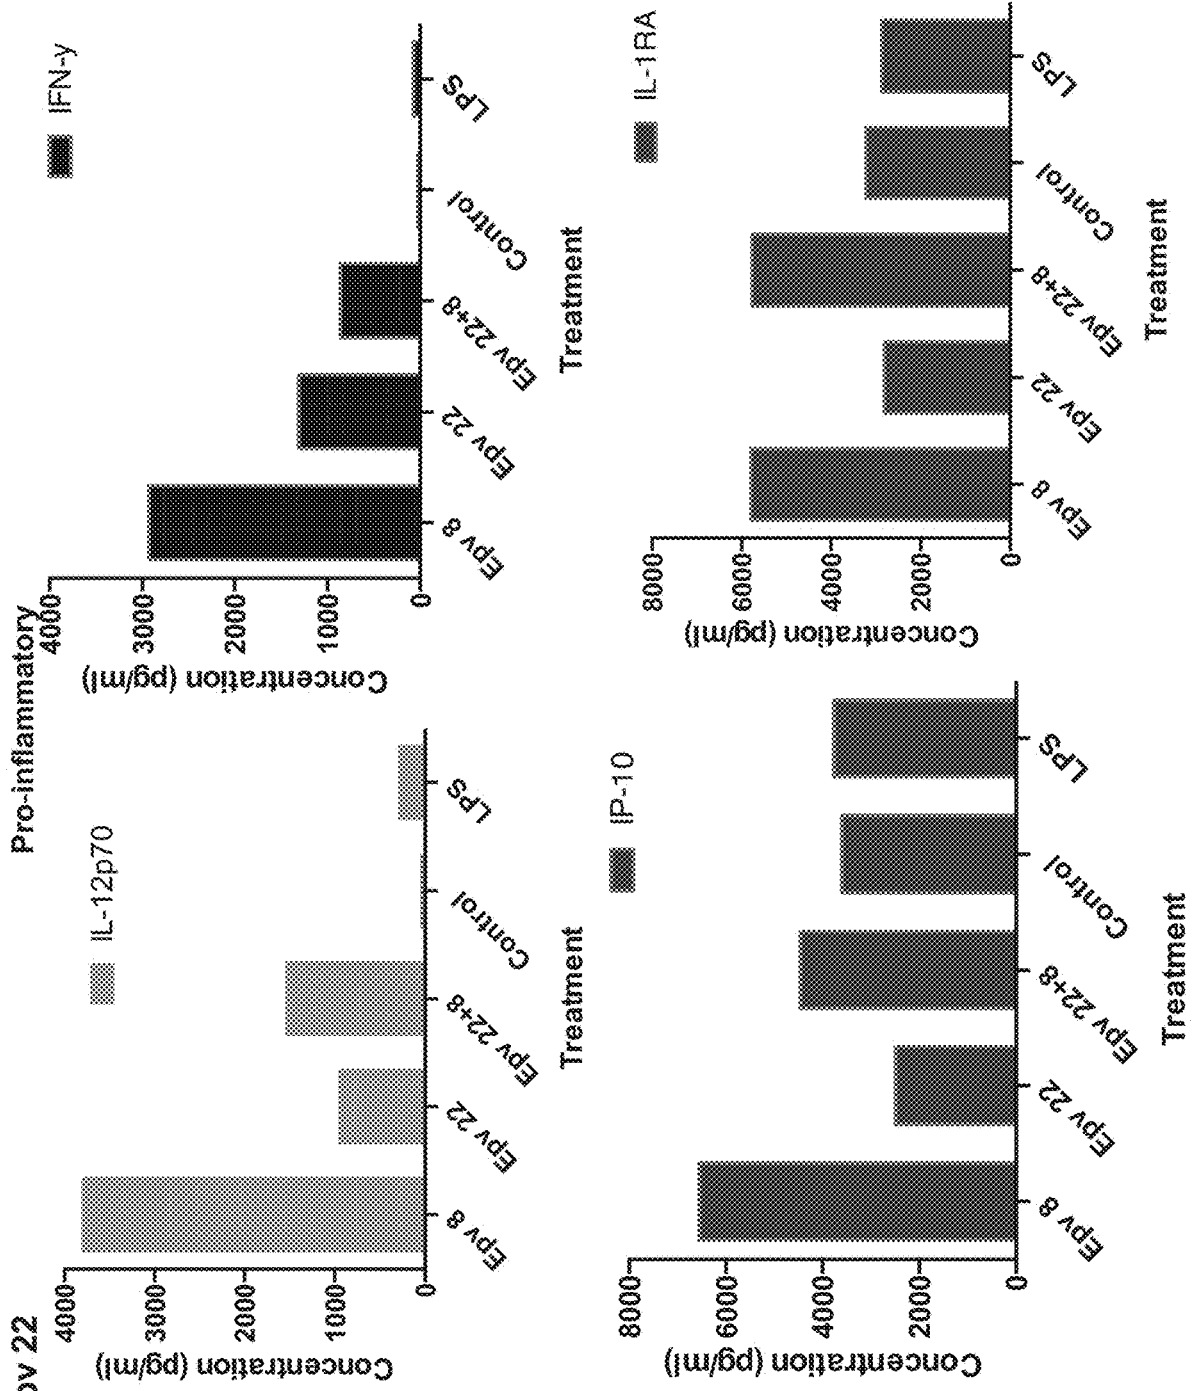 pv 22
Pro-inflammatory
IL-12p70
Concentration (pg/ml)
4000
3000
2000
1000
0
Epv 8
Epv 22
Epv 22+8
Control
LPS
Treatment
IFN-y
Concentration (pg/ml)
4000
3000
2000
1000
0
Epv 8
Epv 22
Epv 22+8
Control
LPS
Treatment
IP-10
Concentration (pg/ml)
8000
6000
4000
2000
0
Epv 8
Epv 22
Epv 22+8
Control
LPS
Treatment
IL-1RA
Concentration (pg/ml)
8000
6000
4000
2000
0
Epv 8
Epv 22
Epv 22+8
Control
LPS
Treatment